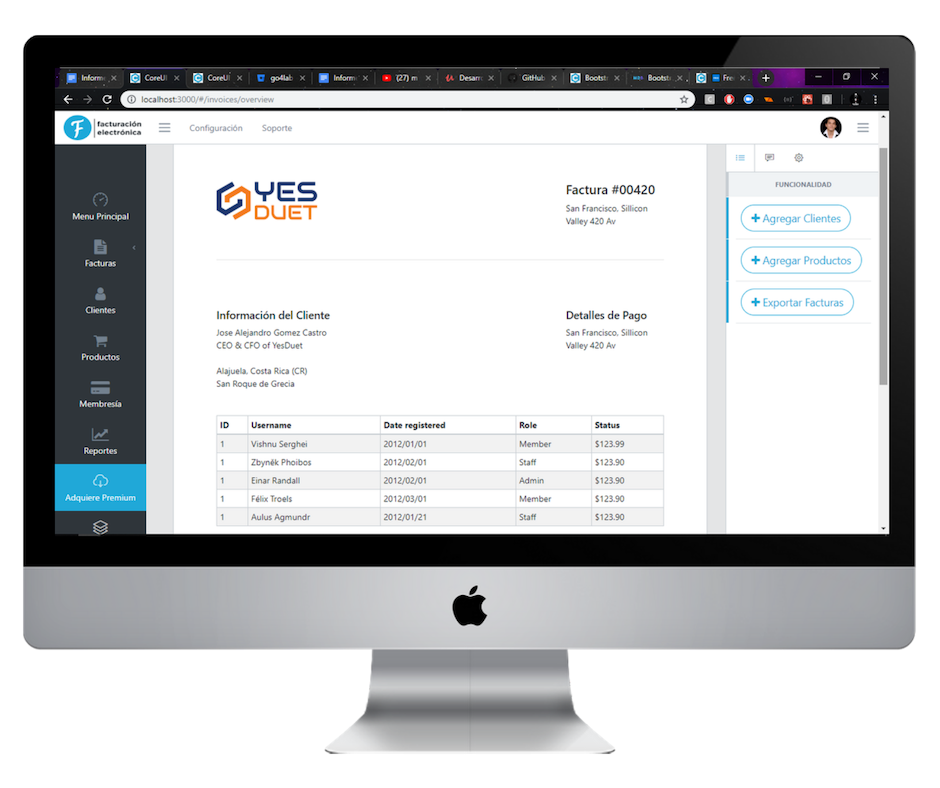 Inform
CoreUI
CoreUI
go4lab
Inform
(27) m
Desarr
GitHub
Bootst
Bootst
Fre
localhost:3000/#/invoices/overview
facturación
electrónica
Configuración
Soporte
Menu Principal
Facturas
Clientes
Productos
Membresía
Reportes
Adquiere Premium
YES
DUET
Factura #00420
San Francisco, Sillicon
Valley 420 Av
Información del Cliente
Jose Alejandro Gomez Castro
CEO & CFO of YesDuet
Alajuela, Costa Rica (CR)
San Roque de Grecia
Detalles de Pago
San Francisco, Sillicon
Valley 420 Av
ID Username Date registered Role Status
1 Vishnu Serghei 2012/01/01 Member $123.99
1 Zbyněk Phoibos 2012/02/01 Staff $123.90
1 Einar Randall 2012/02/01 Admin $123.90
1 Félix Troels 2012/03/01 Member $123.90
1 Aulus Agmundr 2012/01/21 Staff $123.90
FUNCIONALIDAD
Agregar Clientes
Agregar Productos
Exportar Facturas